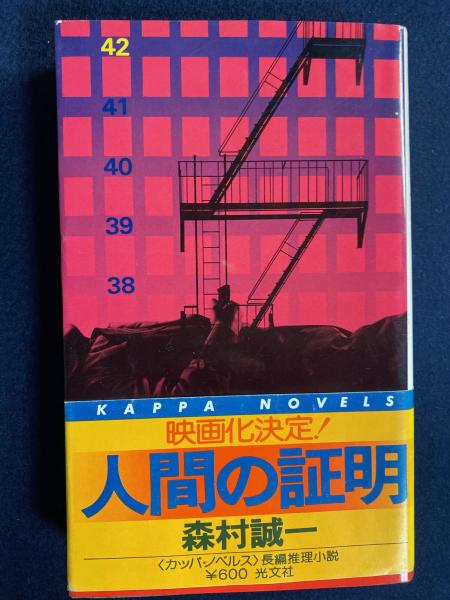 42
41
40
39
38
KAPPA NOVELS
映画化決定!
人間の証明
森村誠一
〈カッパ・ノベルス〉長編推理小説
¥600 光文社